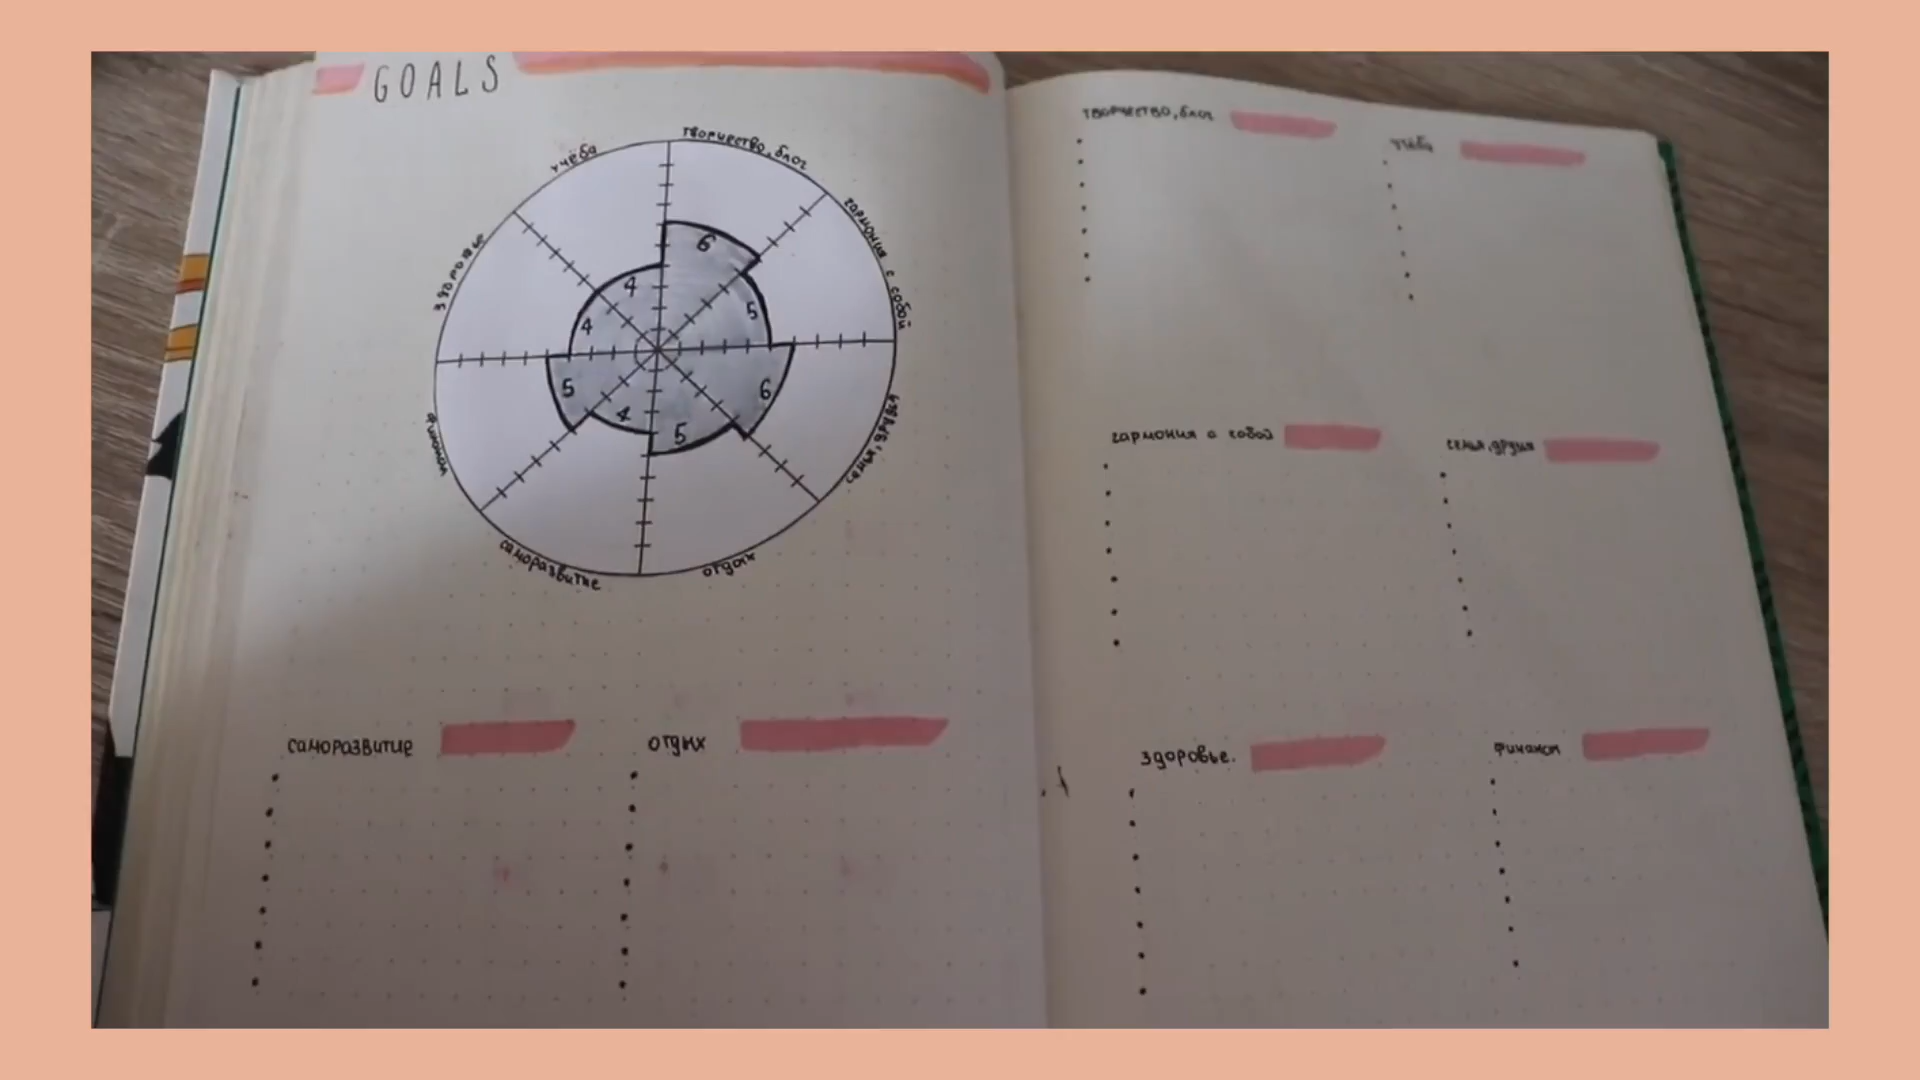 GOALS
творчество, блог
гармония с собой
семья, друзья
отдых
саморазвитие
финансы
здоровье
учёба
6
5
6
5
4
5
4
4
саморазвитие
отдых
творчество, блог
учёба
гармония с собой
семья, друзья
здоровье.
финансы